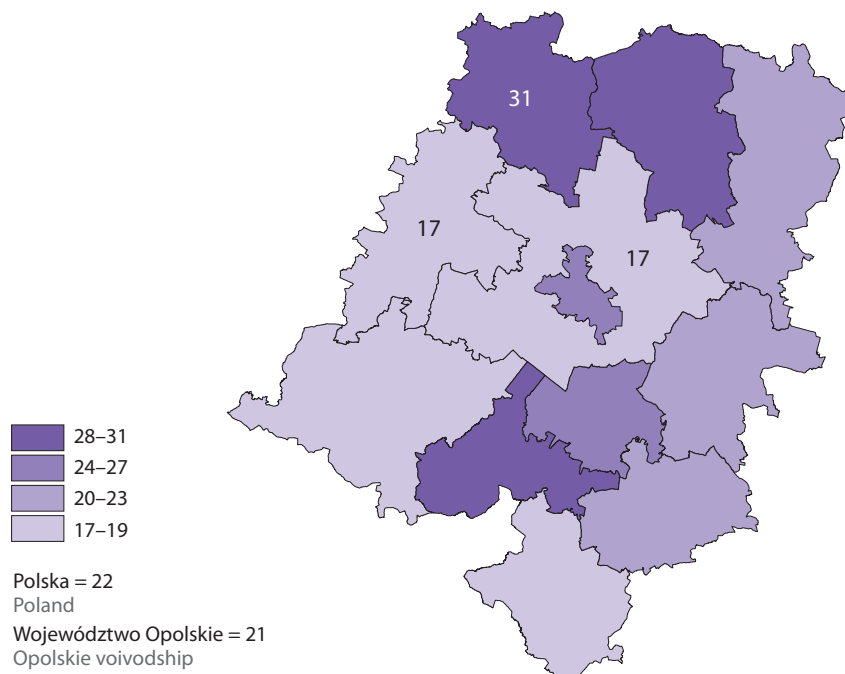 31
17
17
28–31
24–27
20–23
17–19
Polska = 22
Poland
Województwo Opolskie = 21
Opolskie voivodship